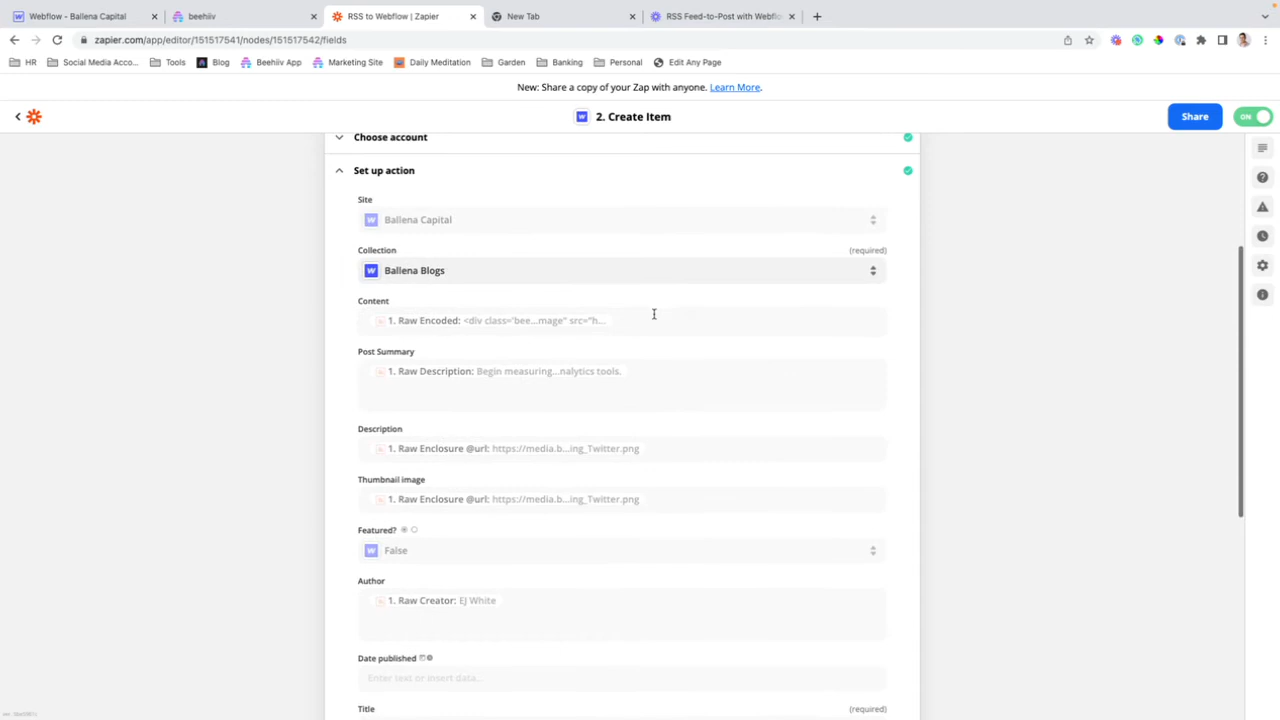 Webflow - Ballena Capital
beehiiv
RSS to Webflow | Zapier
New Tab
RSS Feed-to-Post with Webflo
zapier.com/app/editor/151517541/nodes/151517542/fields
HR
Social Media Acco...
Tools
Blog
Beehiiv App
Marketing Site
Daily Meditation
Garden
Banking
Personal
Edit Any Page
New: Share a copy of your Zap with anyone. Learn More.
2. Create Item
Share
ON
Choose account
Set up action
Site
W Ballena Capital
Collection (required)
W Ballena Blogs
Content
1. Raw Encoded: <div class='bee...mage" src="h...
Post Summary
1. Raw Description: Begin measuring...nalytics tools.
Description
1. Raw Enclosure @url: https://media.b...ing_Twitter.png
Thumbnail image
1. Raw Enclosure @url: https://media.b...ing_Twitter.png
Featured?
W False
Author
1. Raw Creator: EJ White
Date published
Enter text or insert data...
Title (required)